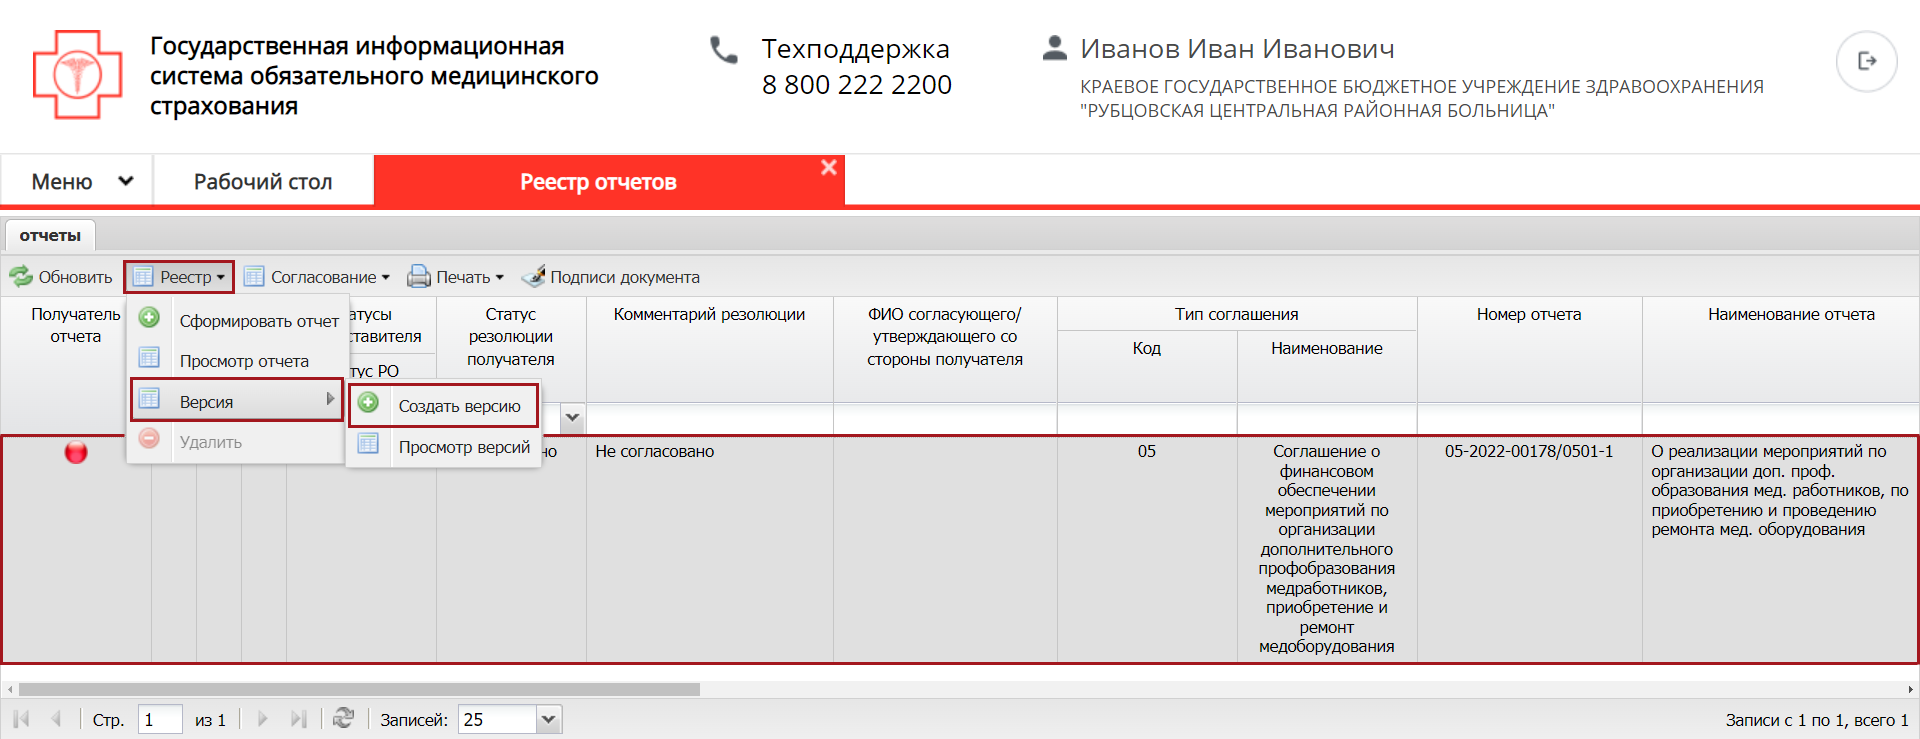 Государственная информационная
система обязательного медицинского
страхования
Техподдержка
8 800 222 2200
Иванов Иван Иванович
КРАЕВОЕ ГОСУДАРСТВЕННОЕ БЮДЖЕТНОЕ УЧРЕЖДЕНИЕ ЗДРАВООХРАНЕНИЯ
"РУБЦОВСКАЯ ЦЕНТРАЛЬНАЯ РАЙОННАЯ БОЛЬНИЦА"
Меню
Рабочий стол
Реестр отчетов
отчеты
Обновить
Реестр
Согласование
Печать
Подписи документа
Получатель
отчета
Статус
резолюции
получателя
Комментарий резолюции
ФИО согласующего/
утверждающего со
стороны получателя
Тип соглашения
Код
Наименование
Номер отчета
Наименование отчета
Сформировать отчет
Просмотр отчета
Версия
Удалить
Создать версию
Просмотр версий
РО
но
Не согласовано
05
Соглашение о
финансовом
обеспечении
мероприятий по
организации
дополнительного
профобразования
медработников,
приобретение и
ремонт
медоборудования
05-2022-00178/0501-1
О реализации мероприятий по
организации доп. проф.
образования мед. работников, по
приобретению и проведению
ремонта мед. оборудования
Стр.
1
из 1
Записей:
25
Записи с 1 по 1, всего 1